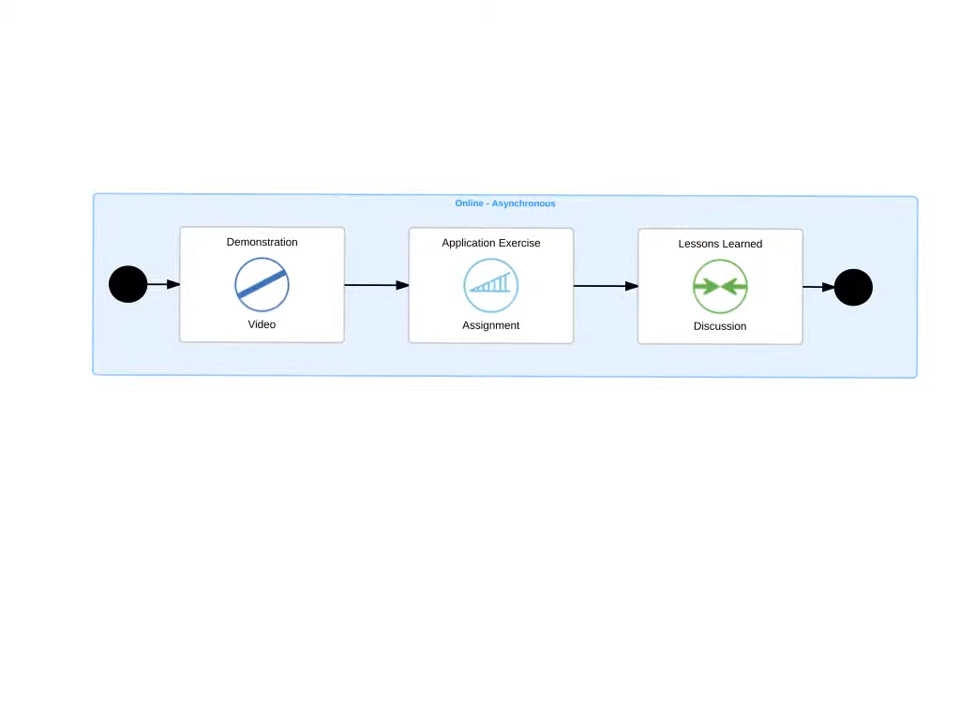 Online - Asynchronous
Demonstration
Video
Application Exercise
Assignment
Lessons Learned
Discussion